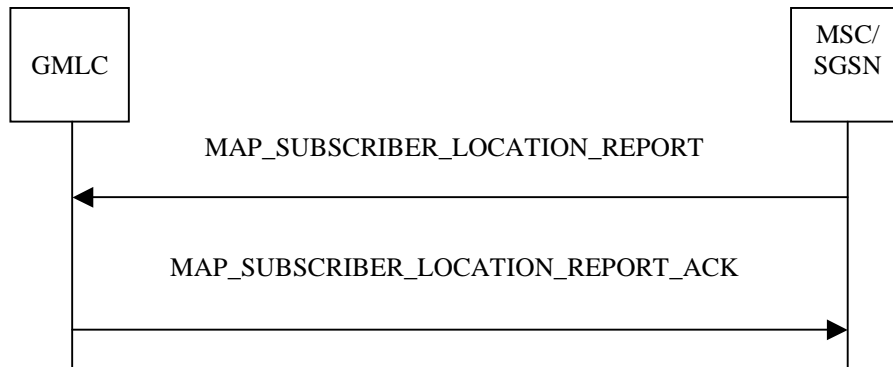 GMLC
MSC/
SGSN
MAP_SUBSCRIBER_LOCATION_REPORT
MAP_SUBSCRIBER_LOCATION_REPORT_ACK